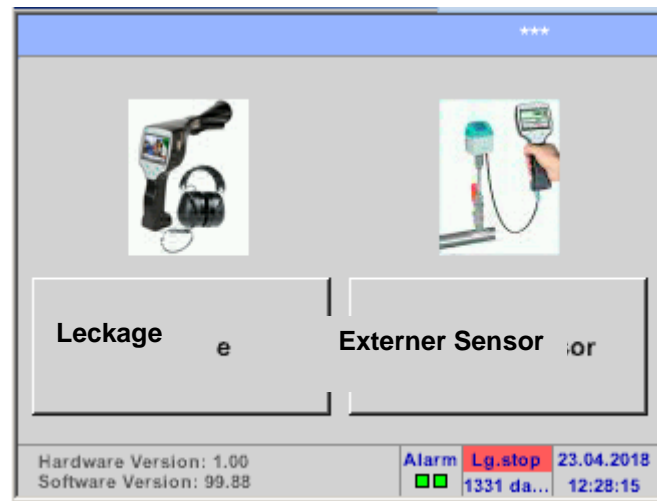 ***
Leckage e
Externer Sensor sor
Hardware Version: 1.00
Software Version: 99.88
Alarm Lg.stop 23.04.2018
1331 da... 12:28:15